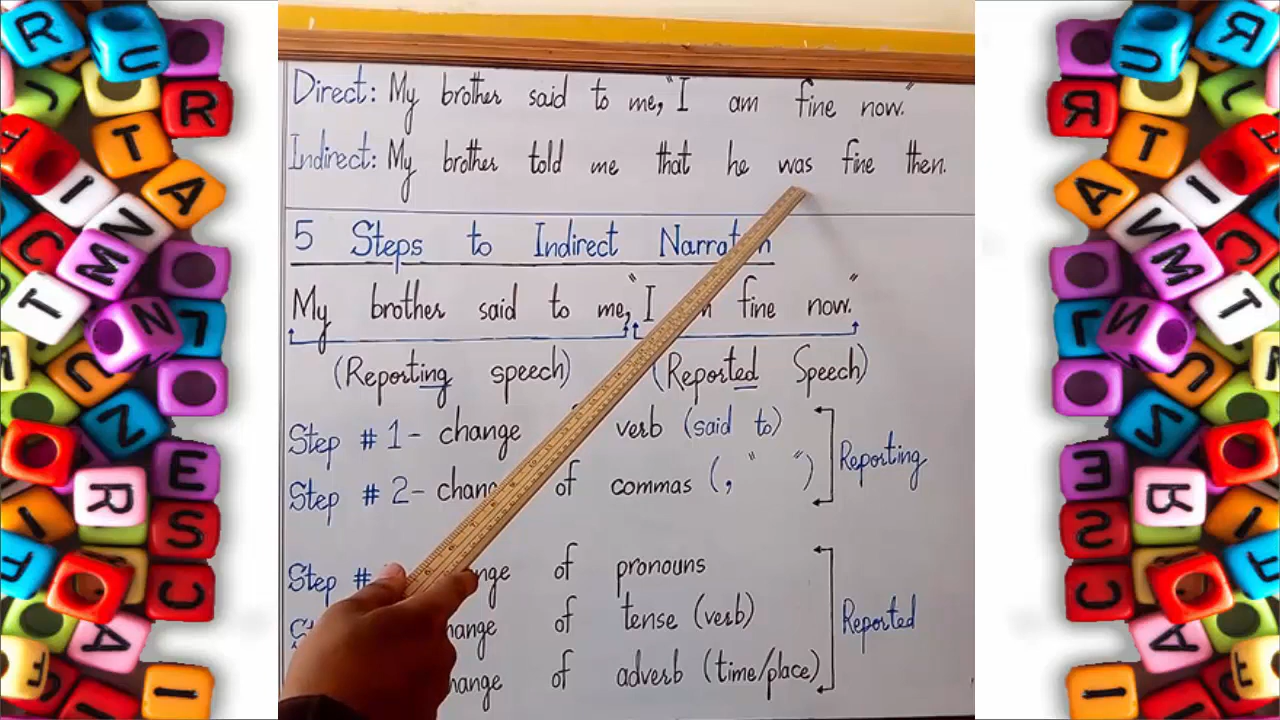 Direct: My brother said to me, "I am fine now."
Indirect: My brother told me that he was fine then.
5 Steps to Indirect
My brother said to me, "I fine now."
(Reporting speech) (Reported Speech)
Step # 1- change verb (said to)
Step # 2- of commas (, " ")
Reporting
Step # of pronouns
of tense (verb)
Reported
of adverb (time/place)